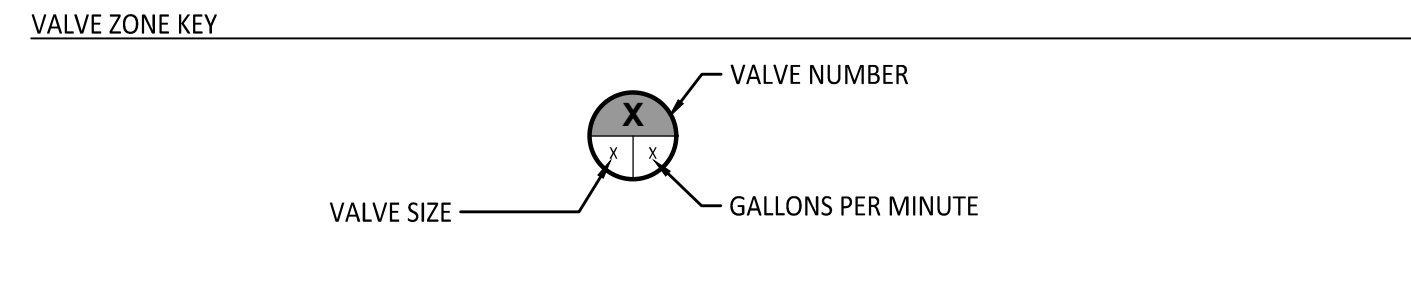 VALVE ZONE KEY
VALVE NUMBER
X
X X
VALVE SIZE
GALLONS PER MINUTE